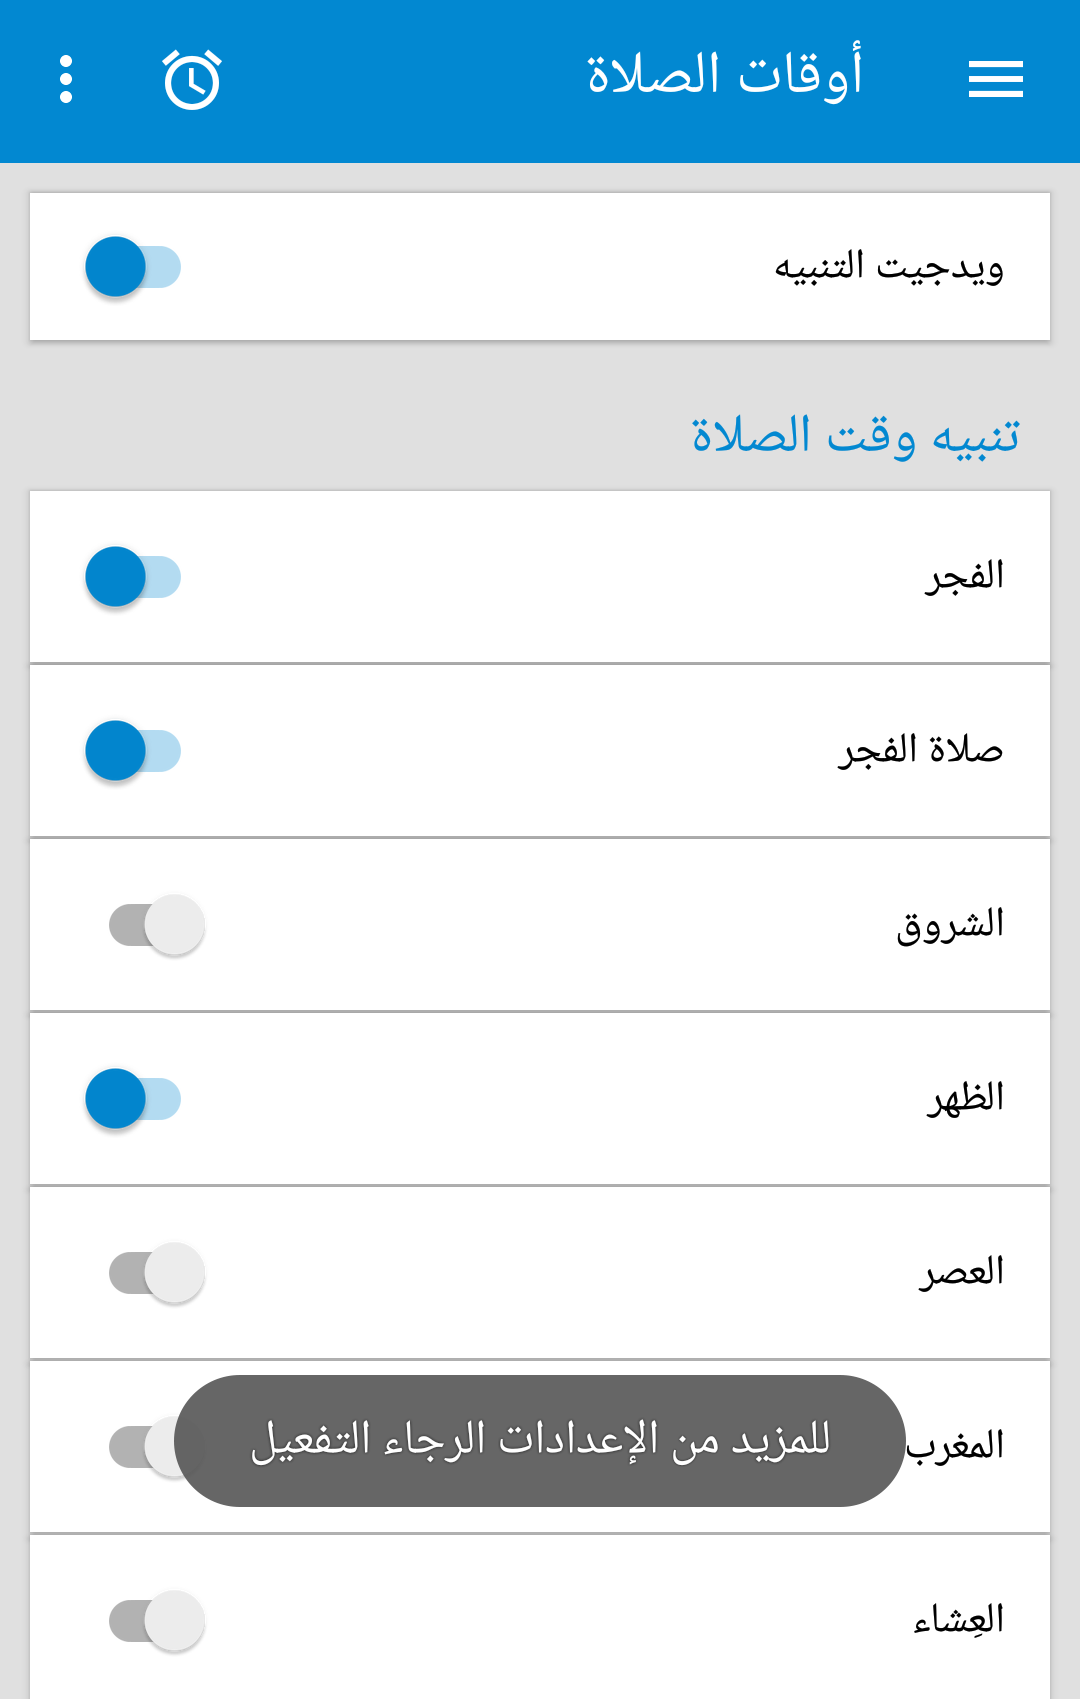 أوقات الصلاة
ويدجيت التنبيه
تنبيه وقت الصلاة
الفجر
صلاة الفجر
الشروق
الظهر
العصر
المغرب
للمزيد من الإعدادات الرجاء التفعيل
العِشاء